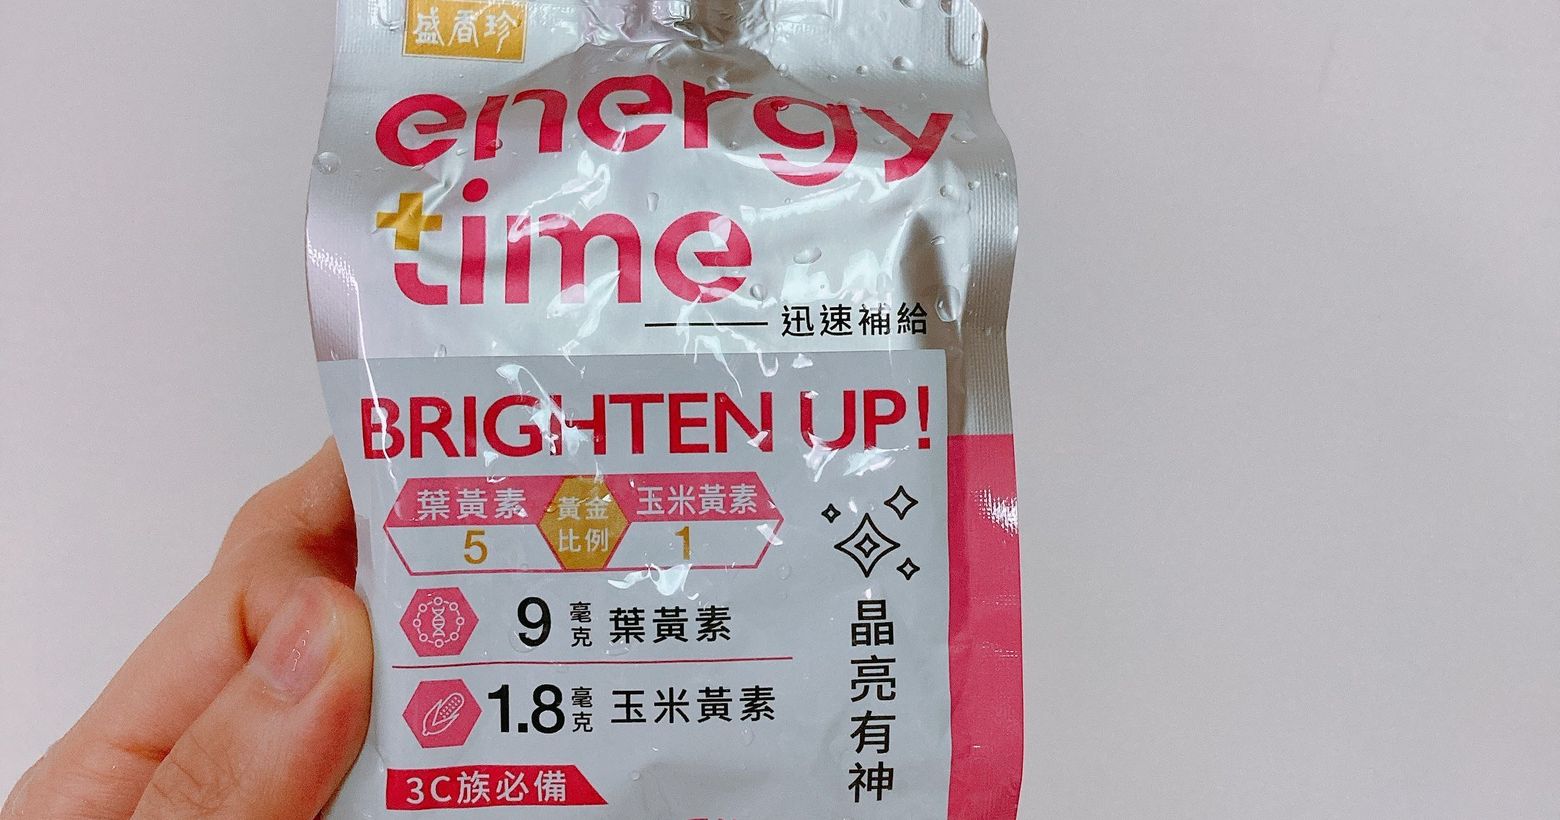 盛香珍
energy
time
迅速補給
BRIGHTEN UP!
葉黃素 黃金 玉米黃素
5 比例 1
9 毫克 葉黃素
1.8 毫克 玉米黃素
晶亮有神
3C族必備